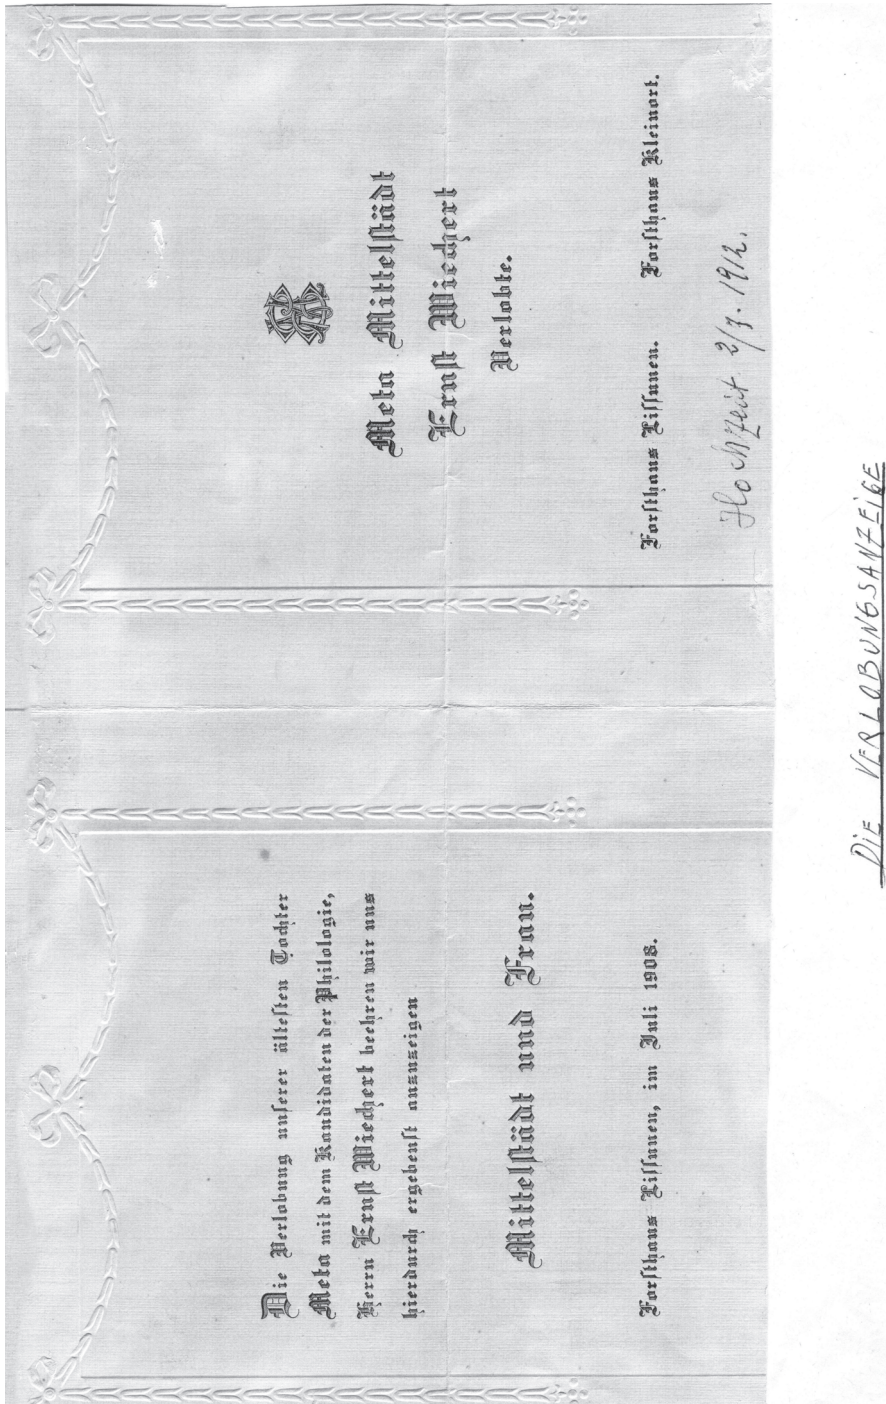 Die Verlobung unserer ältesten Tochter
Meta mit dem Kandidaten der Philologie,
Herrn Ernst Wiechert beehren wir uns
hierdurch ergebenst anzuzeigen
Mittelstädt und Frau.
Forsthaus Lissunen, im Juli 1908.
Meta Mittelstädt
Ernst Wiechert
Verlobte.
Forsthaus Lissunen. Forsthaus Kleinort.
Hochzeit 2/7. 1912.
DIE VERLOBUNGSANZEIGE